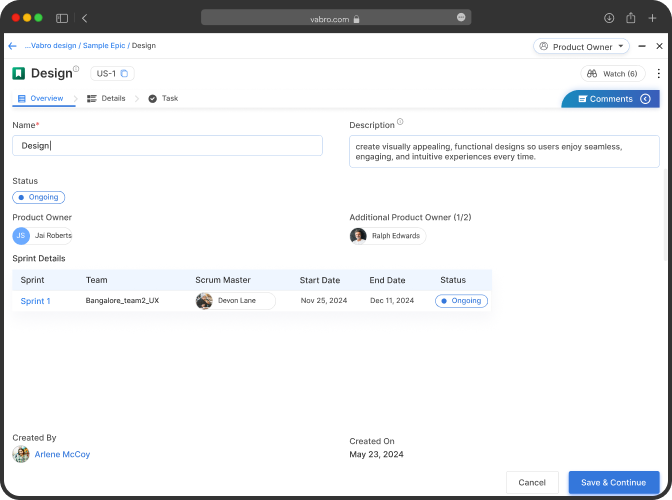 vabro.com
...Vabro design / Sample Epic / Design
Product Owner
Design
US-1
Watch (6)
Overview
Details
Task
Comments
Name*
Description
Design
create visually appealing, functional designs so users enjoy seamless,
engaging, and intuitive experiences every time.
Status
Ongoing
Product Owner
Additional Product Owner (1/2)
JS Jai Roberts
Ralph Edwards
Sprint Details
Sprint Team Scrum Master Start Date End Date Status
Sprint 1 Bangalore_team2_UX Devon Lane Nov 25, 2024 Dec 11, 2024 Ongoing
Created By
Created On
Arlene McCoy
May 23, 2024
Cancel
Save & Continue